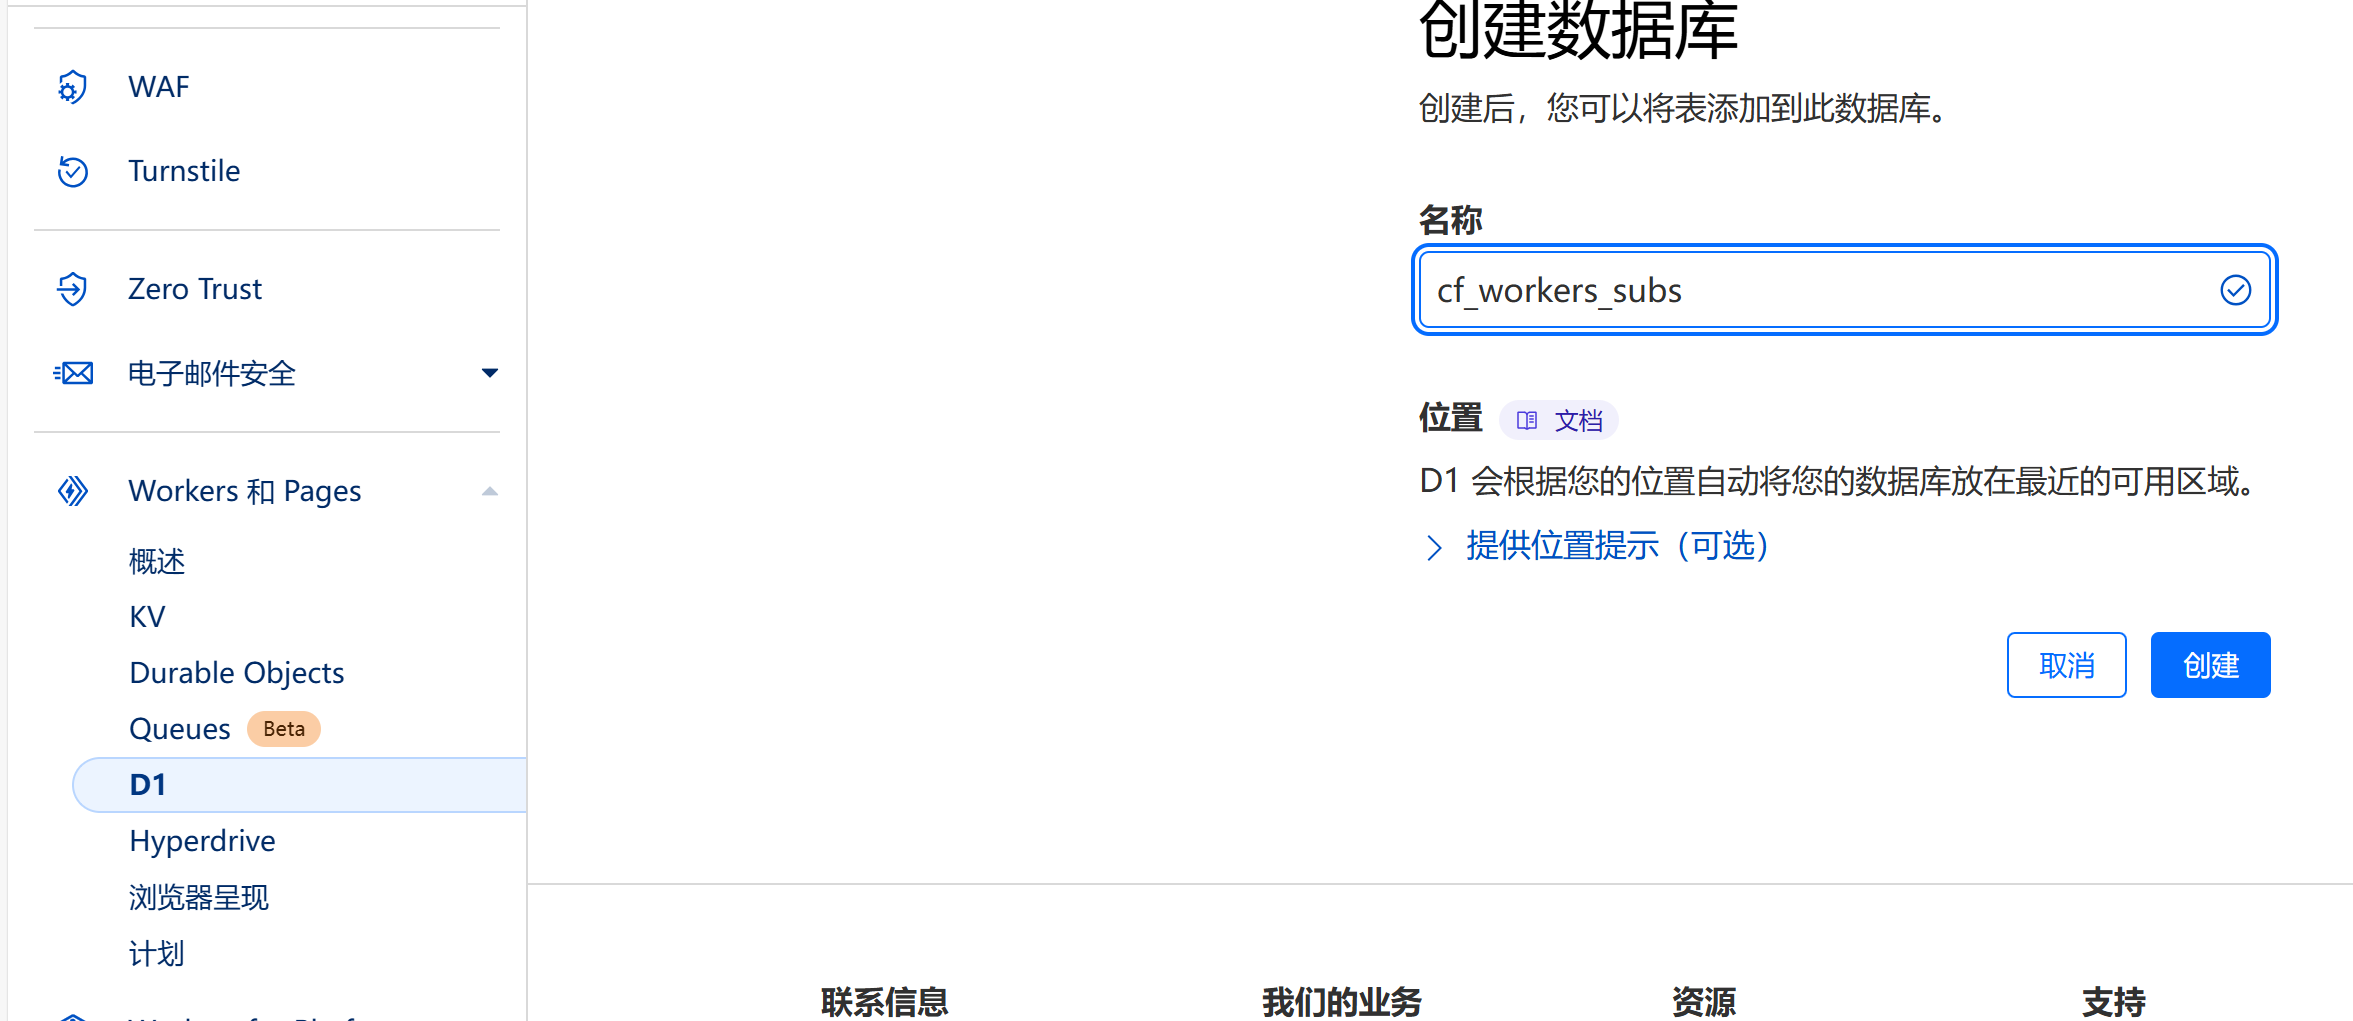 WAF
Turnstile
Zero Trust
电子邮件安全
Workers 和 Pages
概述
KV
Durable Objects
Queues Beta
D1
Hyperdrive
浏览器呈现
计划
创建数据库
创建后，您可以将表添加到此数据库。
名称
cf_workers_subs
位置 文档
D1 会根据您的位置自动将您的数据库放在最近的可用区域。
提供位置提示（可选）
取消 创建
联系信息 我们的业务 资源 支持